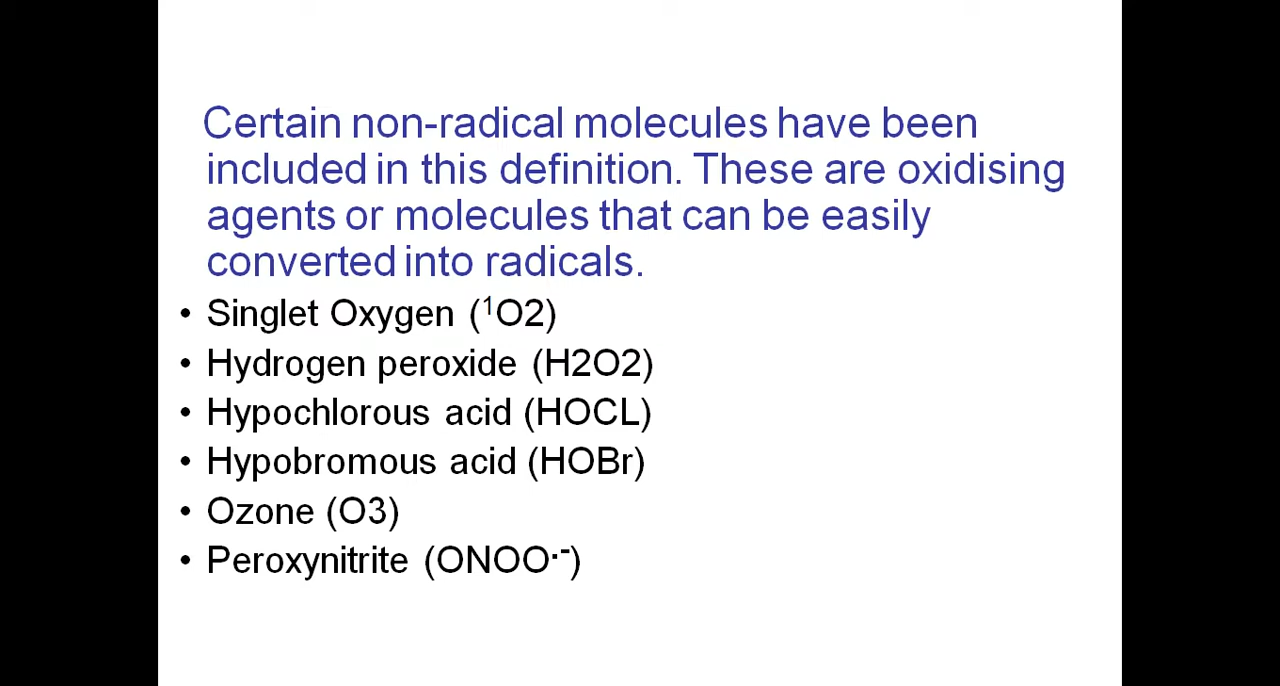 Certain non-radical molecules have been
included in this definition. These are oxidising
agents or molecules that can be easily
converted into radicals.
• Singlet Oxygen (¹O2)
• Hydrogen peroxide (H2O2)
• Hypochlorous acid (HOCL)
• Hypobromous acid (HOBr)
• Ozone (O3)
• Peroxynitrite (ONOO·⁻)